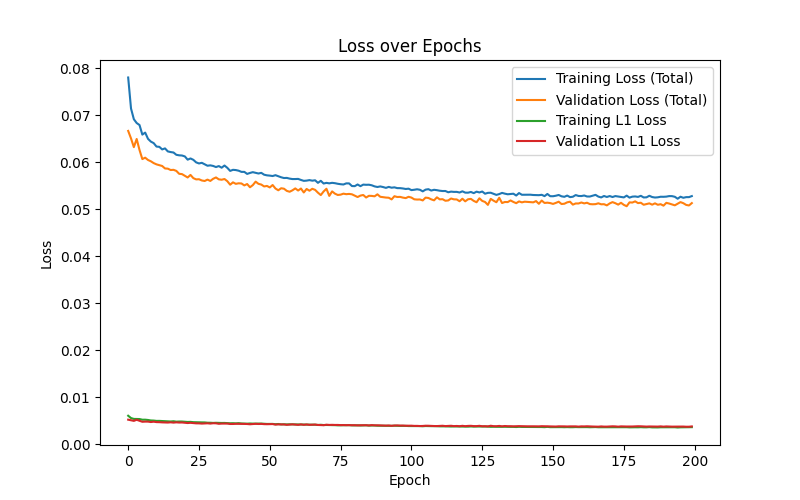 Loss over Epochs
Training Loss (Total)
Validation Loss (Total)
Training L1 Loss
Validation L1 Loss
Loss
0.08
0.07
0.06
0.05
0.04
0.03
0.02
0.01
0.00
0 25 50 75 100 125 150 175 200
Epoch